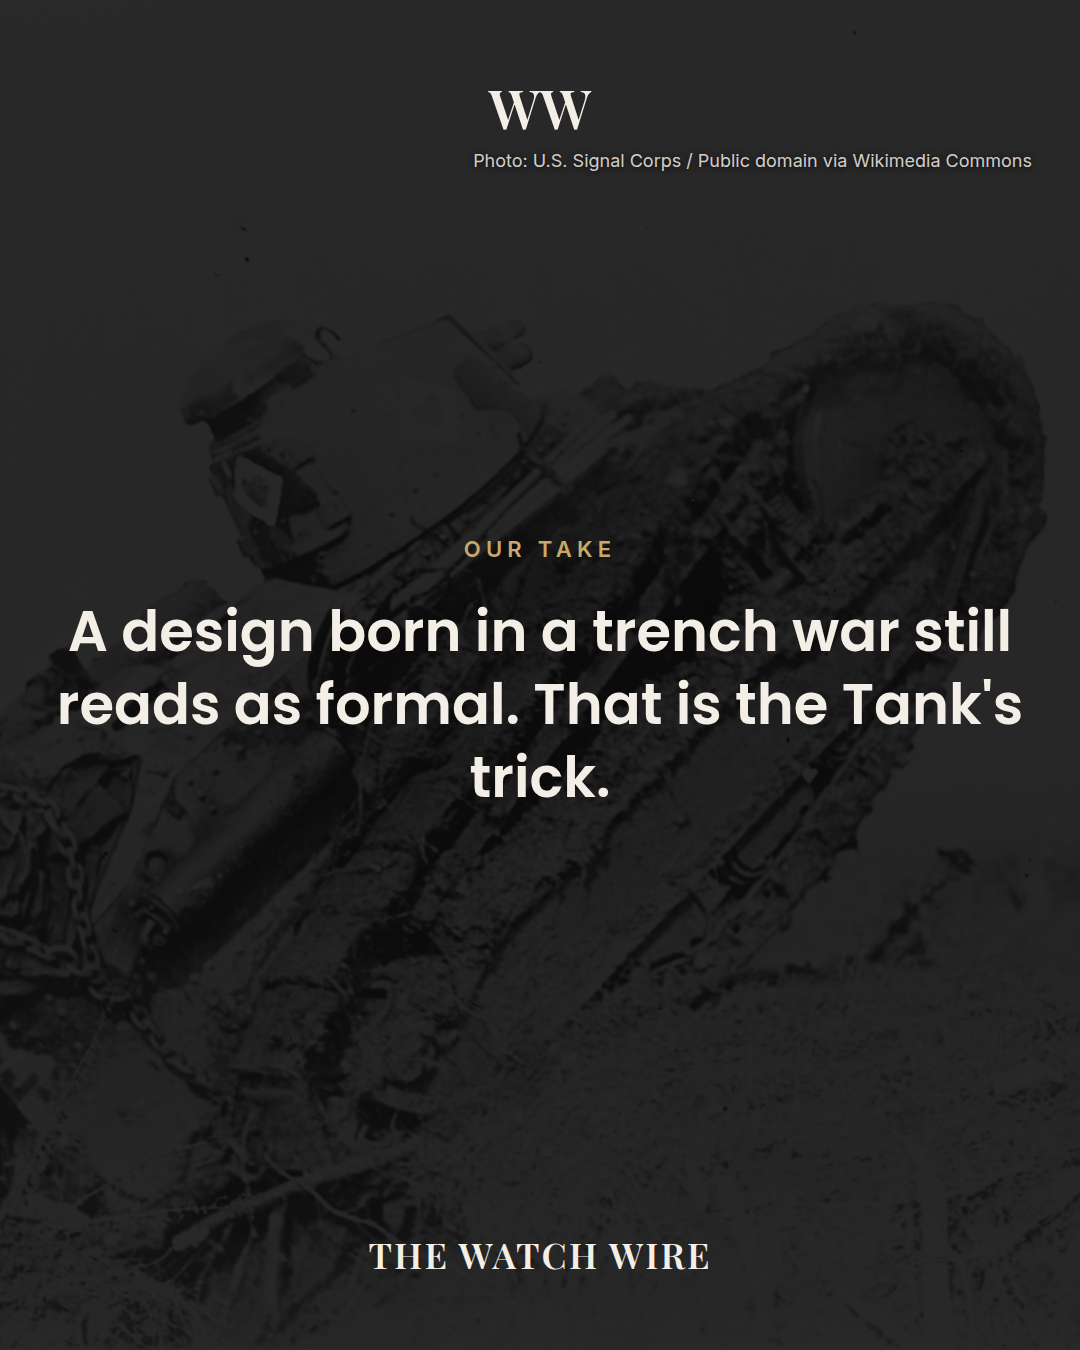 WW
Photo: U.S. Signal Corps / Public domain via Wikimedia Commons
OUR TAKE
A design born in a trench war still
reads as formal. That is the Tank's
trick.
THE WATCH WIRE